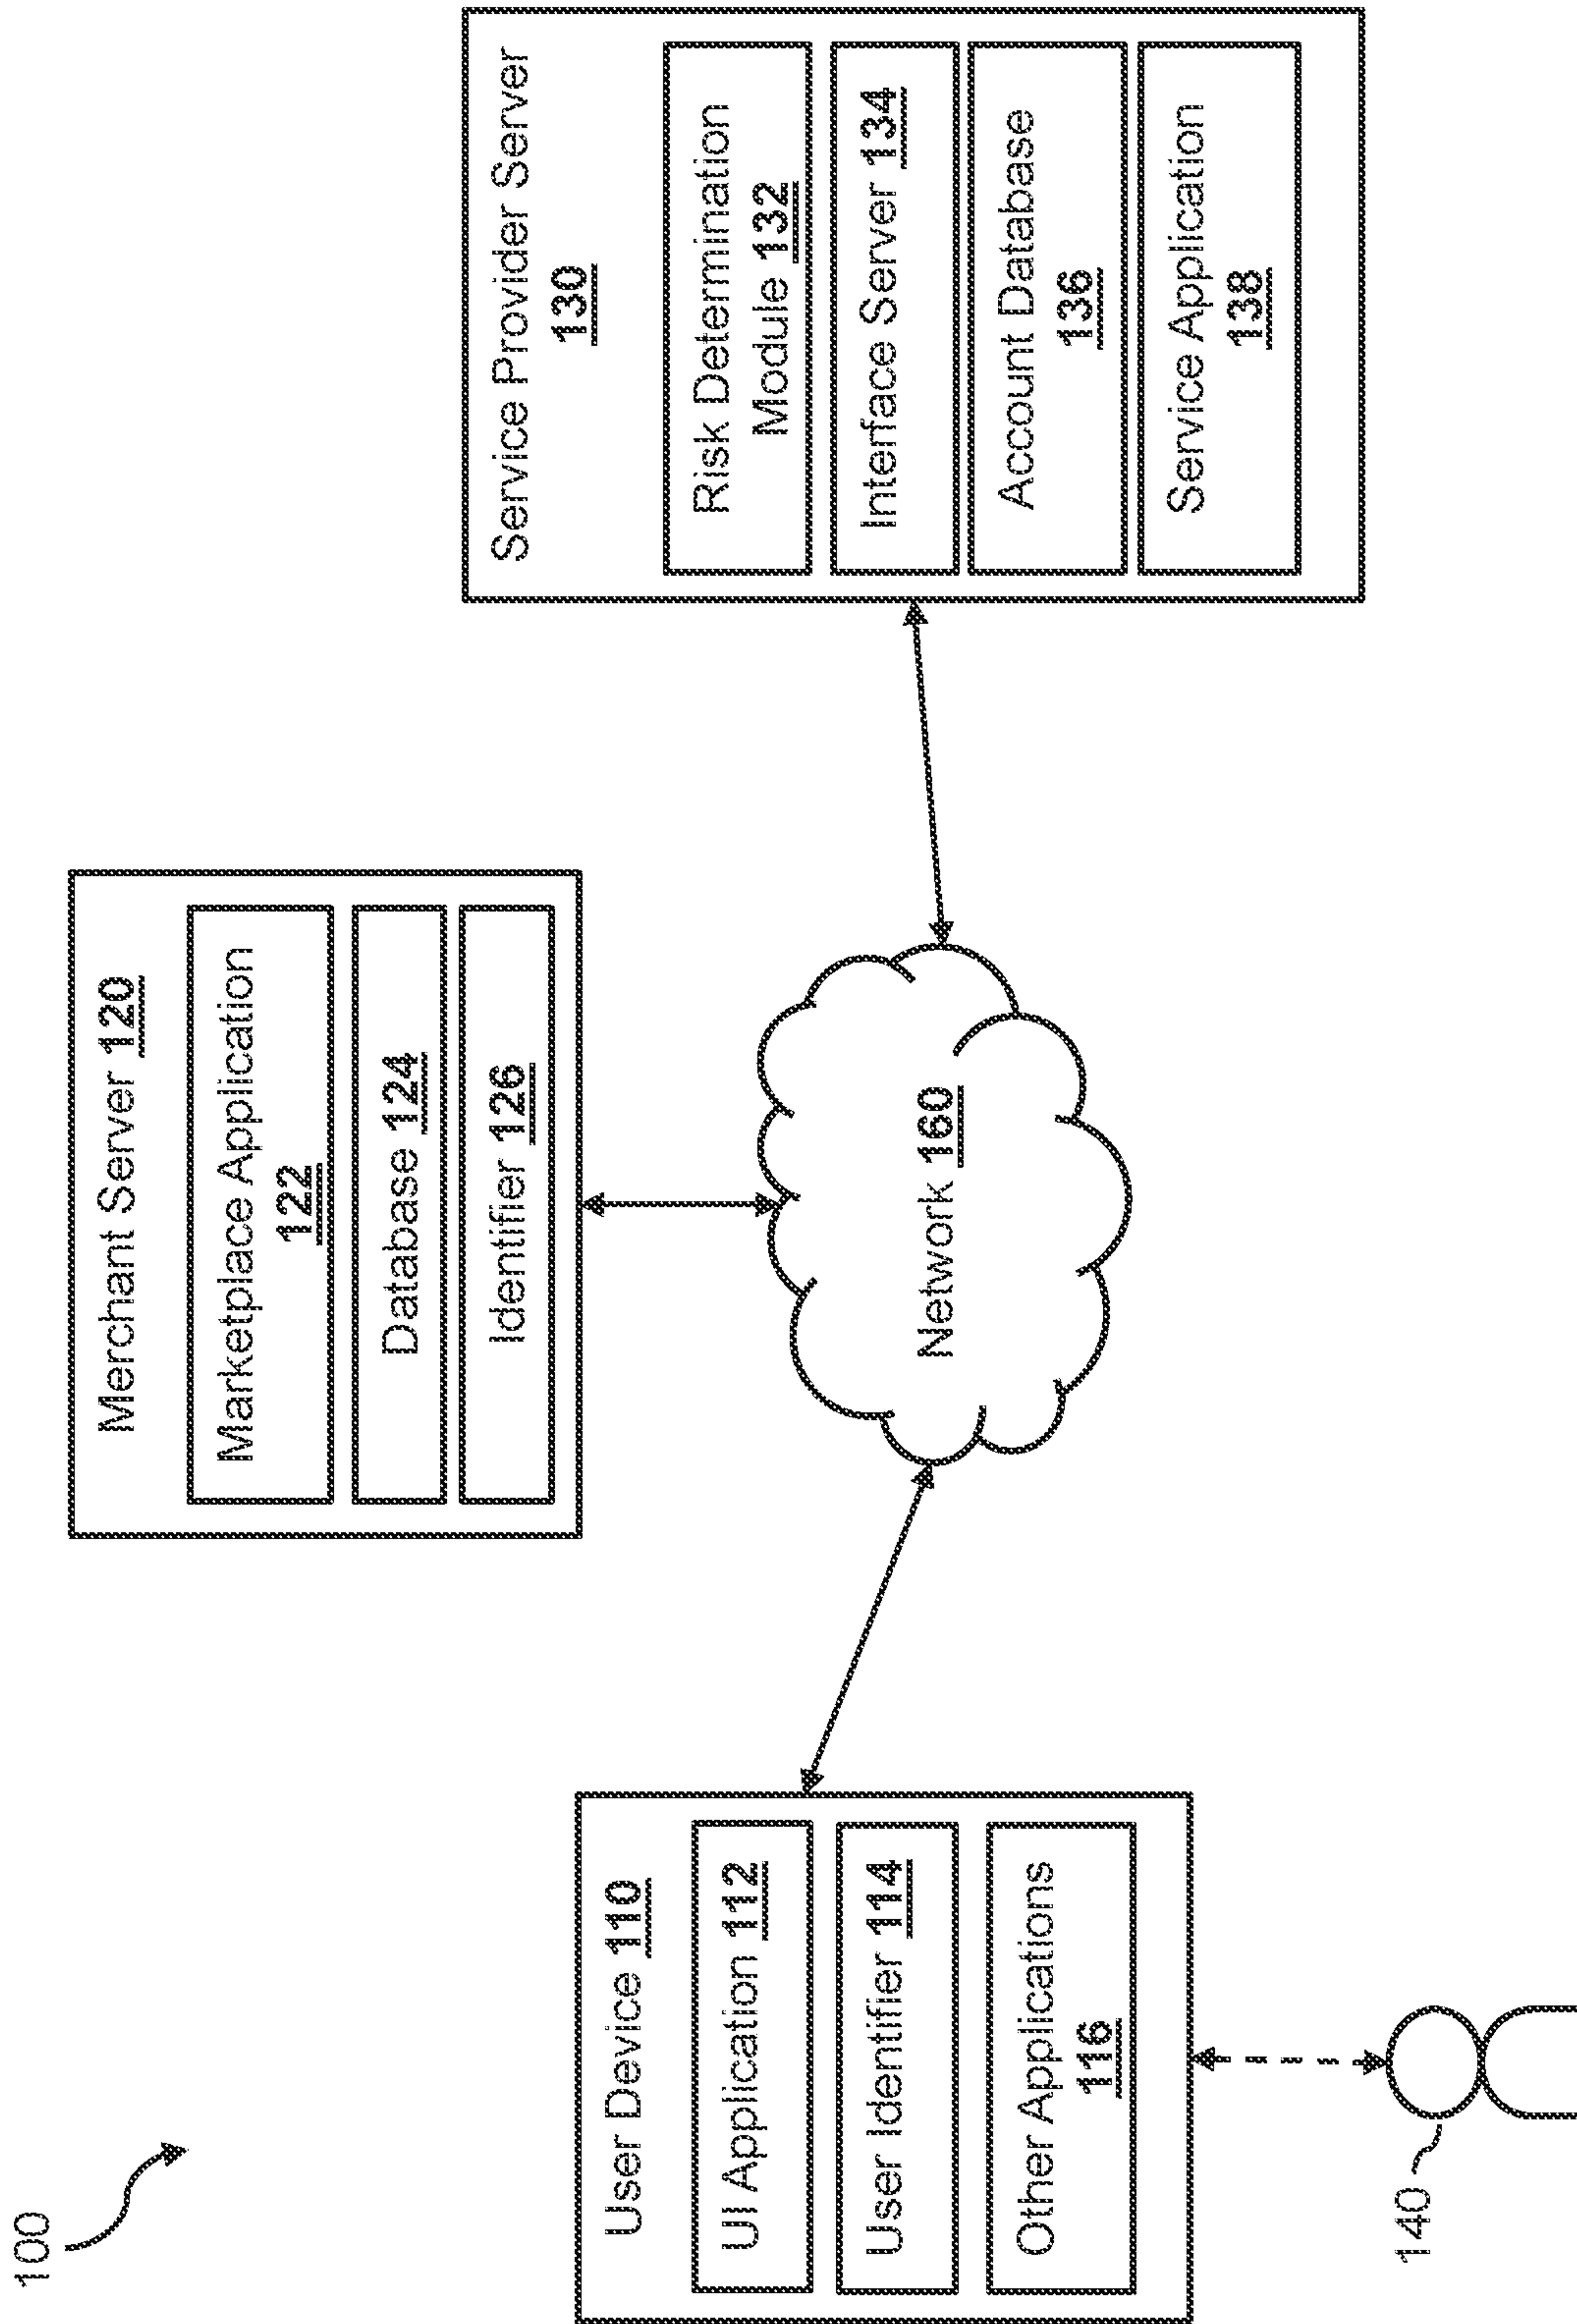 100
Merchant Server 120
Marketplace Application
122
Database 124
Identifier 126
Service Provider Server
130
Risk Determination
Module 132
Interface Server 134
Account Database
136
Service Application
138
Network 160
User Device 110
UI Application 112
User Identifier 114
Other Applications
116
140